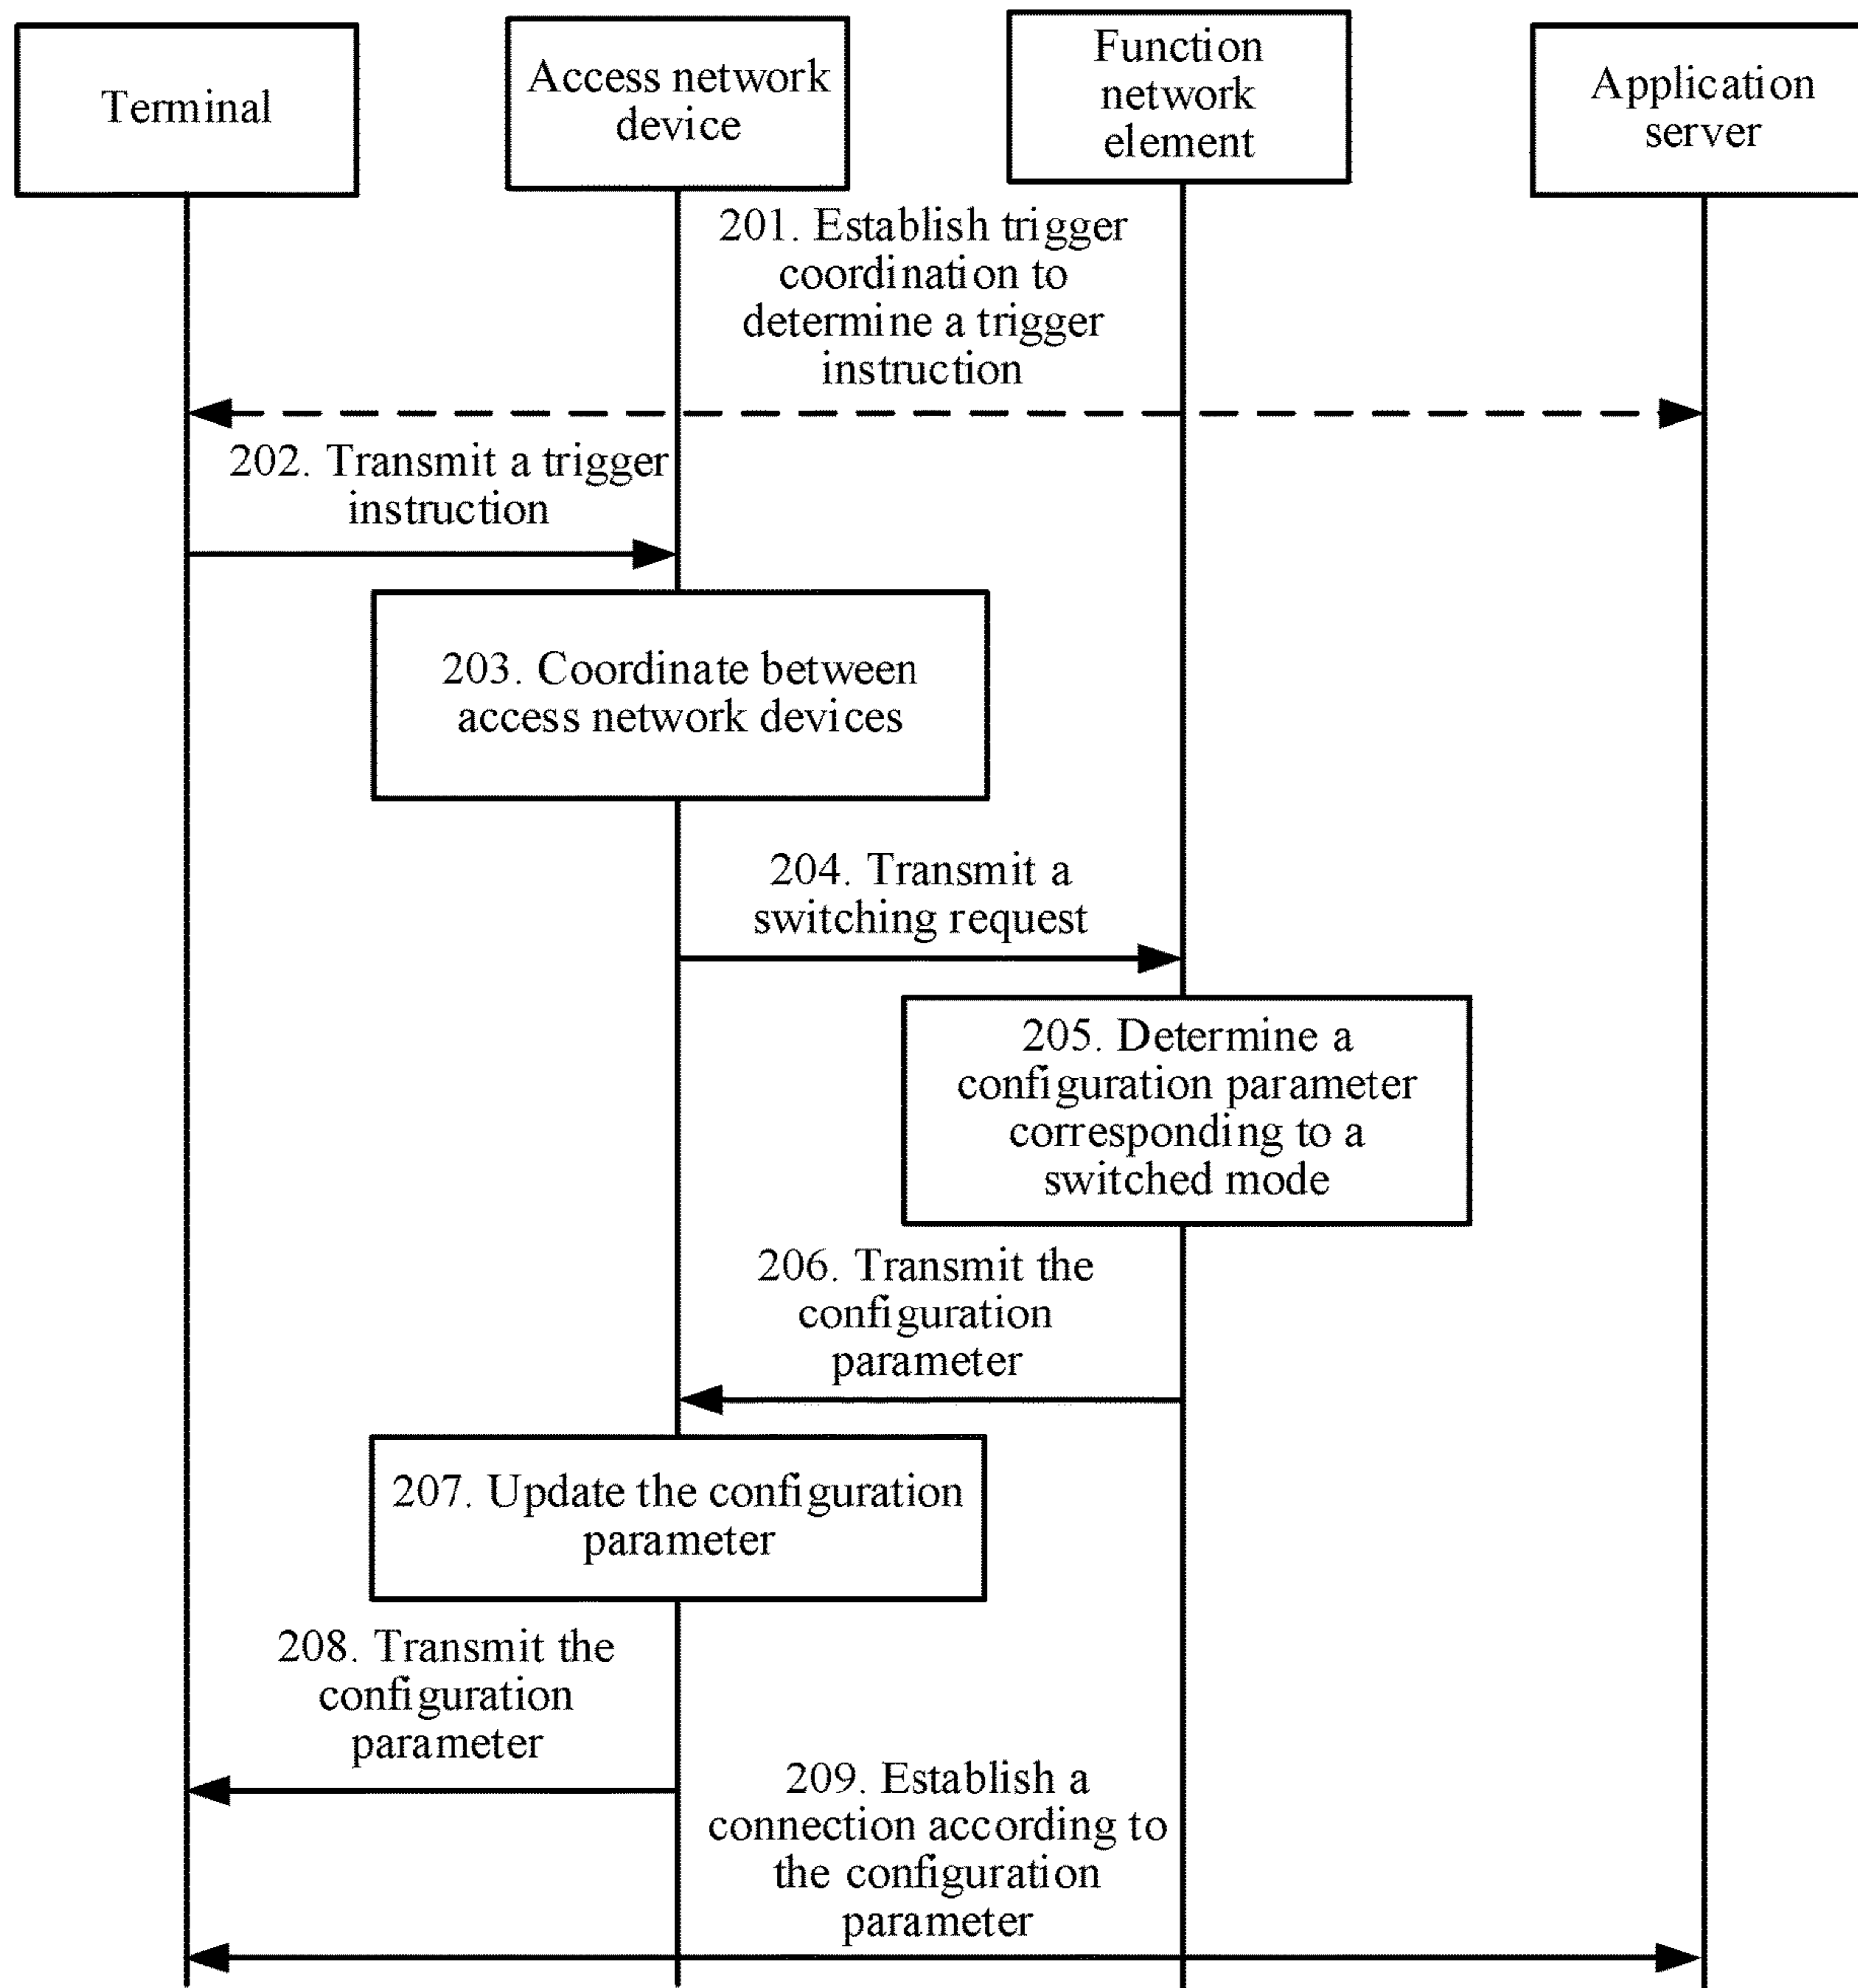 Terminal
Access network
device
Function
network
element
Application
server
201. Establish trigger
coordination to
determine a trigger
instruction
202. Transmit a trigger
instruction
203. Coordinate between
access network devices
204. Transmit a
switching request
205. Determine a
configuration parameter
corresponding to a
switched mode
206. Transmit the
configuration
parameter
207. Update the configuration
parameter
208. Transmit the
configuration
parameter
209. Establish a
connection according to
the configuration
parameter